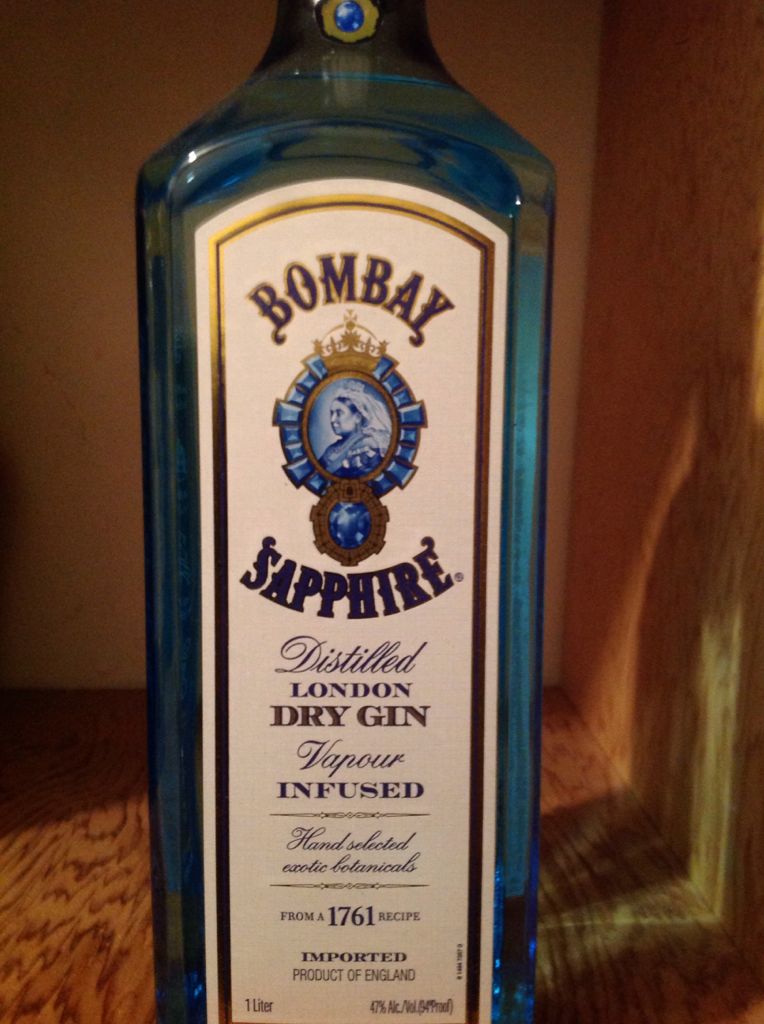 BOMBAY
SAPPHIRE®
Distilled
LONDON
DRY GIN
Vapour
INFUSED
Hand selected
exotic botanicals
FROM A 1761 RECIPE
IMPORTED
PRODUCT OF ENGLAND
1 Liter 47% Alc./Vol.(94°Proof)